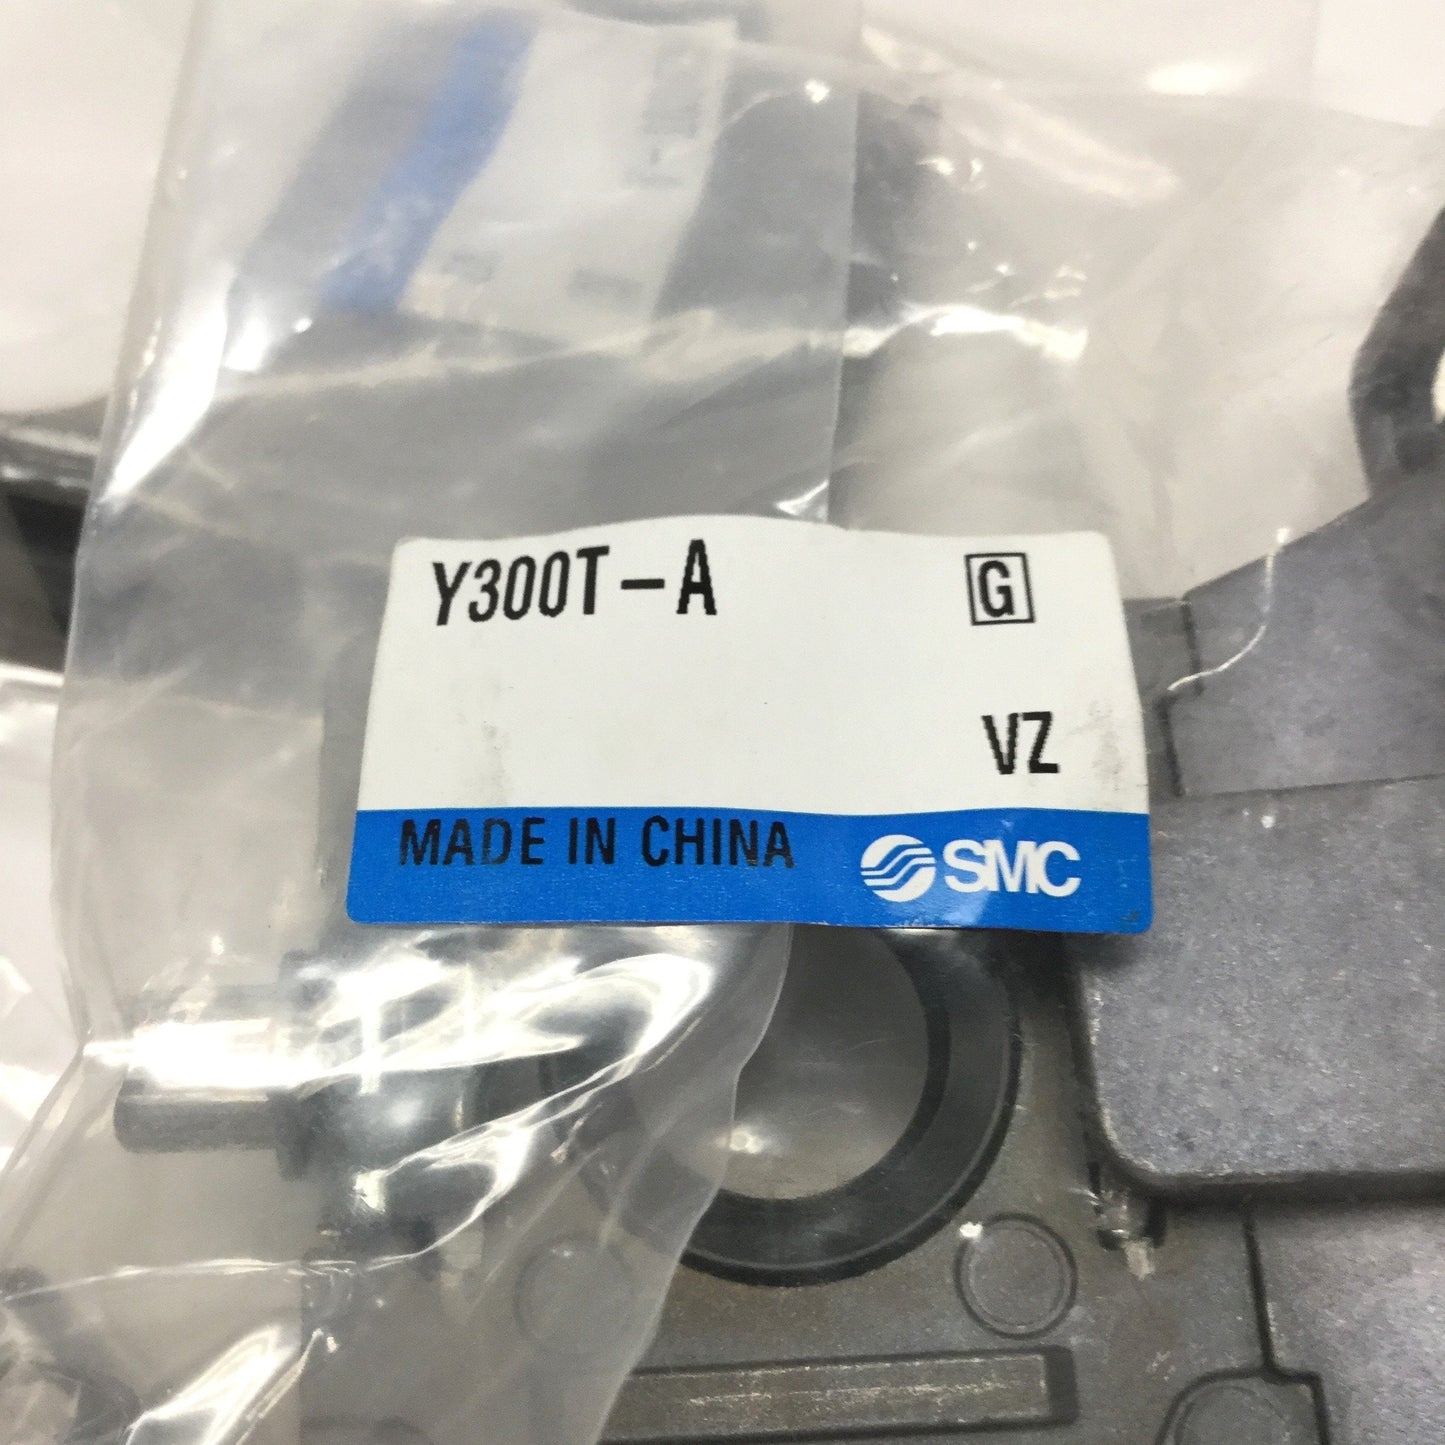 Y300T-A G
VZ
MADE IN CHINA SMC